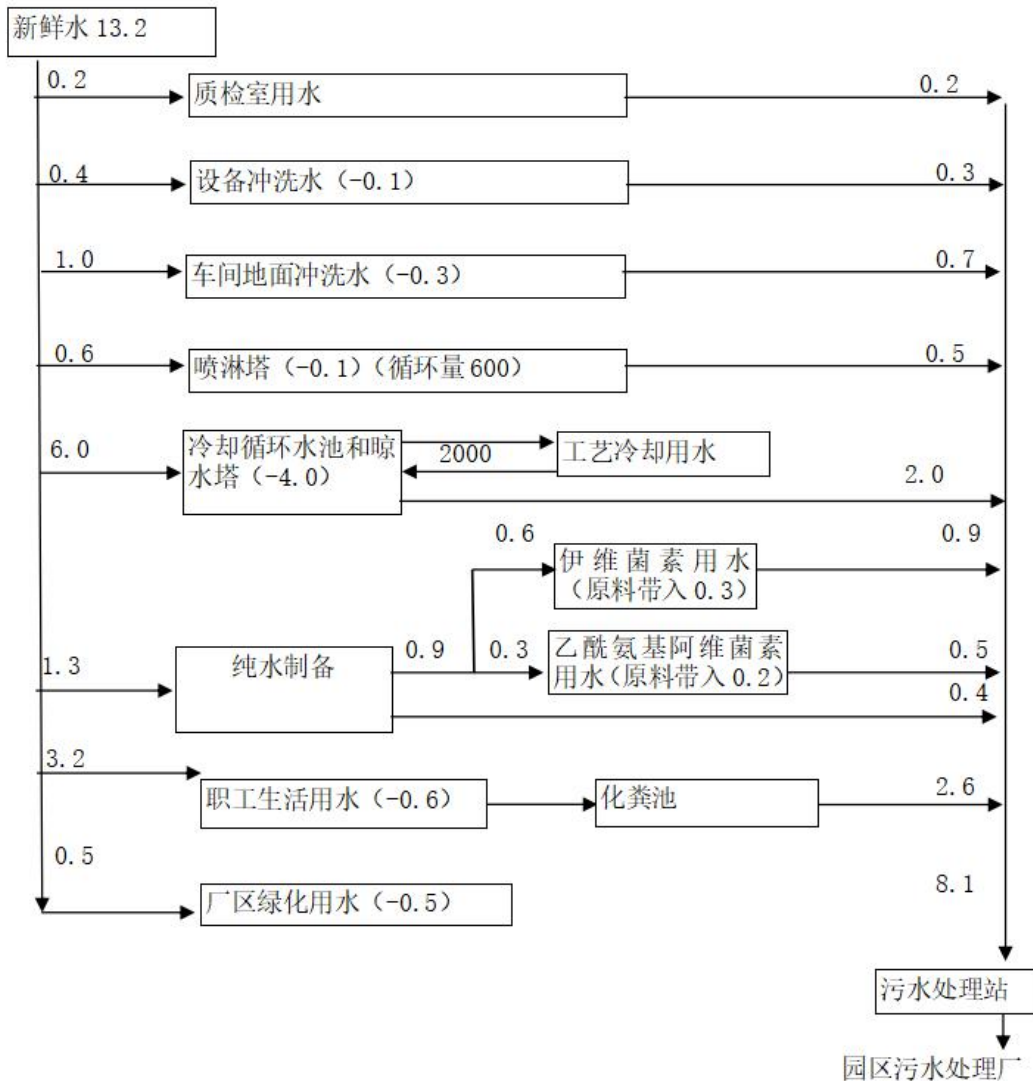 新鲜水 13.2
0.2
质检室用水
0.2
0.4
设备冲洗水（-0.1）
0.3
1.0
车间地面冲洗水（-0.3）
0.7
0.6
喷淋塔（-0.1）（循环量 600）
0.5
6.0
冷却循环水池和晾
水塔（-4.0）
2000
工艺冷却用水
2.0
0.6
伊维菌素用水
（原料带入 0.3）
0.9
1.3
纯水制备
0.9
0.3
乙酰氨基阿维菌素
用水（原料带入 0.2）
0.5
0.4
3.2
职工生活用水（-0.6）
化粪池
2.6
0.5
厂区绿化用水（-0.5）
8.1
污水处理站
园区污水处理厂